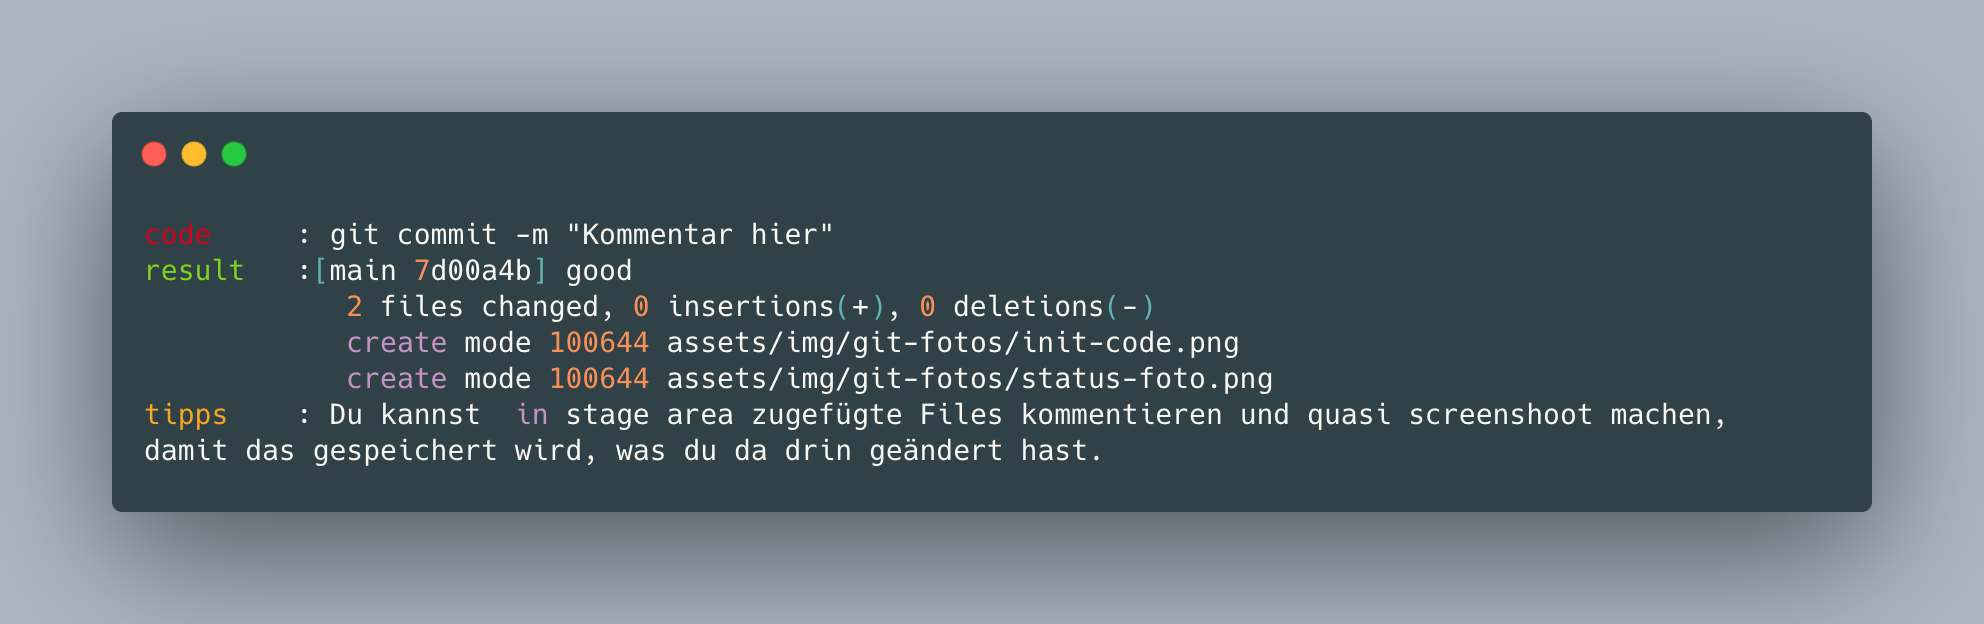 code     : git commit -m "Kommentar hier"
result   :[main 7d00a4b] good
            2 files changed, 0 insertions(+), 0 deletions(-)
            create mode 100644 assets/img/git-fotos/init-code.png
            create mode 100644 assets/img/git-fotos/status-foto.png
tipps    : Du kannst  in stage area zugefügte Files kommentieren und quasi screenshoot machen,
damit das gespeichert wird, was du da drin geändert hast.